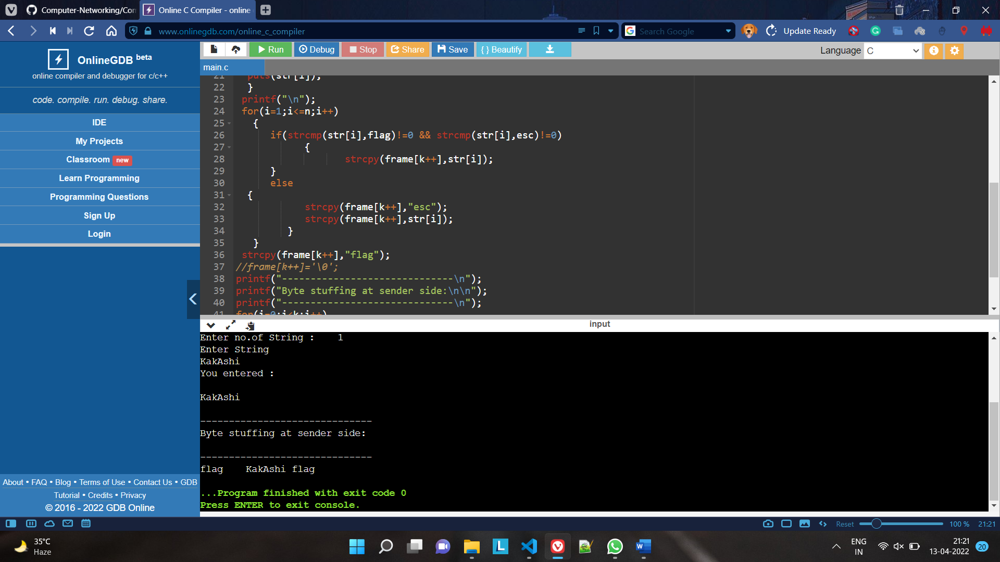 Computer-Networking/Con
Online C Compiler - online
www.onlinegdb.com/online_c_compiler
Search Google
Update Ready
OnlineGDB beta
online compiler and debugger for c/c++
code. compile. run. debug. share.
IDE
My Projects
Classroom new
Learn Programming
Programming Questions
Sign Up
Login
About • FAQ • Blog • Terms of Use • Contact Us • GDB
Tutorial • Credits • Privacy
© 2016 - 2022 GDB Online
Run
Debug
Stop
Share
Save
{ } Beautify
Language C
main.c
21 puts(str[i]);
22 }
23 printf("\n");
24 for(i=1;i<=n;i++)
25 {
26 if(strcmp(str[i],flag)!=0 && strcmp(str[i],esc)!=0)
27 {
28 strcpy(frame[k++],str[i]);
29 }
30 else
31 {
32 strcpy(frame[k++],"esc");
33 strcpy(frame[k++],str[i]);
34 }
35 }
36 strcpy(frame[k++],"flag");
37 //frame[k++]='\0';
38 printf("------------------------------\n");
39 printf("Byte stuffing at sender side:\n\n");
40 printf("------------------------------\n");
41 for(i=0;i<k;i++)
input
Enter no.of String :    1
Enter String
KakAshi
You entered :
KakAshi
------------------------------
Byte stuffing at sender side:
------------------------------
flag    KakAshi flag
...Program finished with exit code 0
Press ENTER to exit console.
Reset
100 %
21:21
35°C
Haze
ENG
IN
21:21
13-04-2022
20